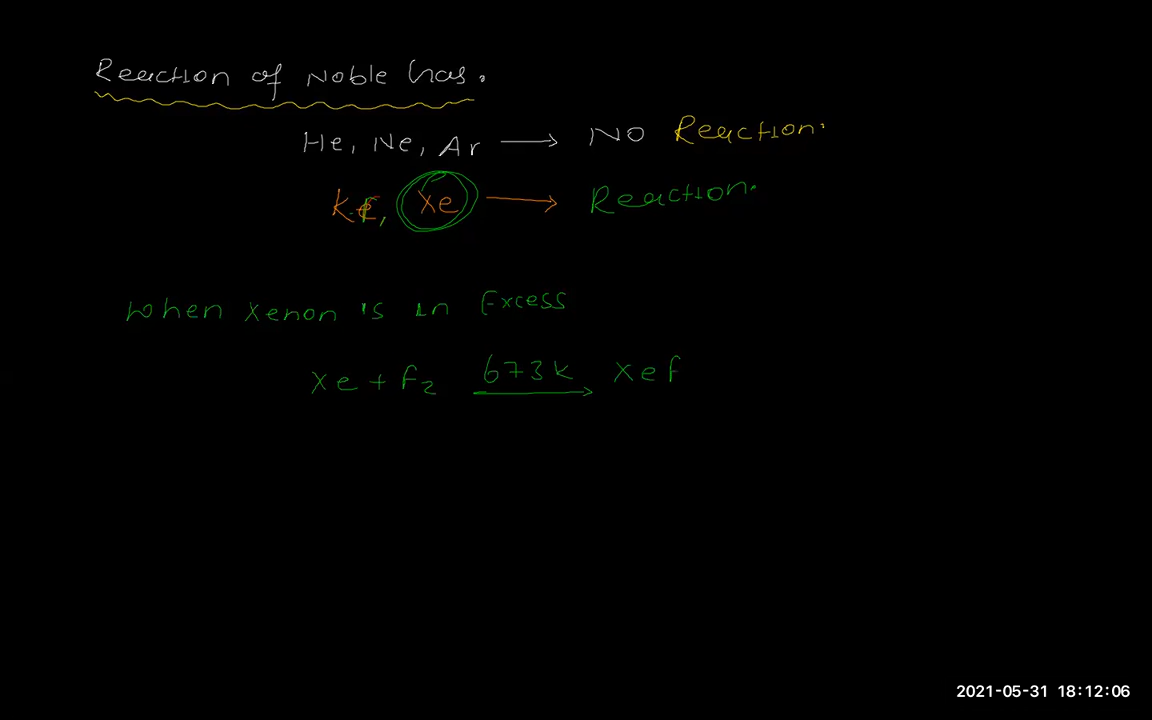 Reaction of Noble Gas.
He, Ne, Ar → NO Reaction.
Kr, Xe → Reaction.
When Xenon is in Excess
Xe + F2 673K → XeF
2021-05-31 18:12:06